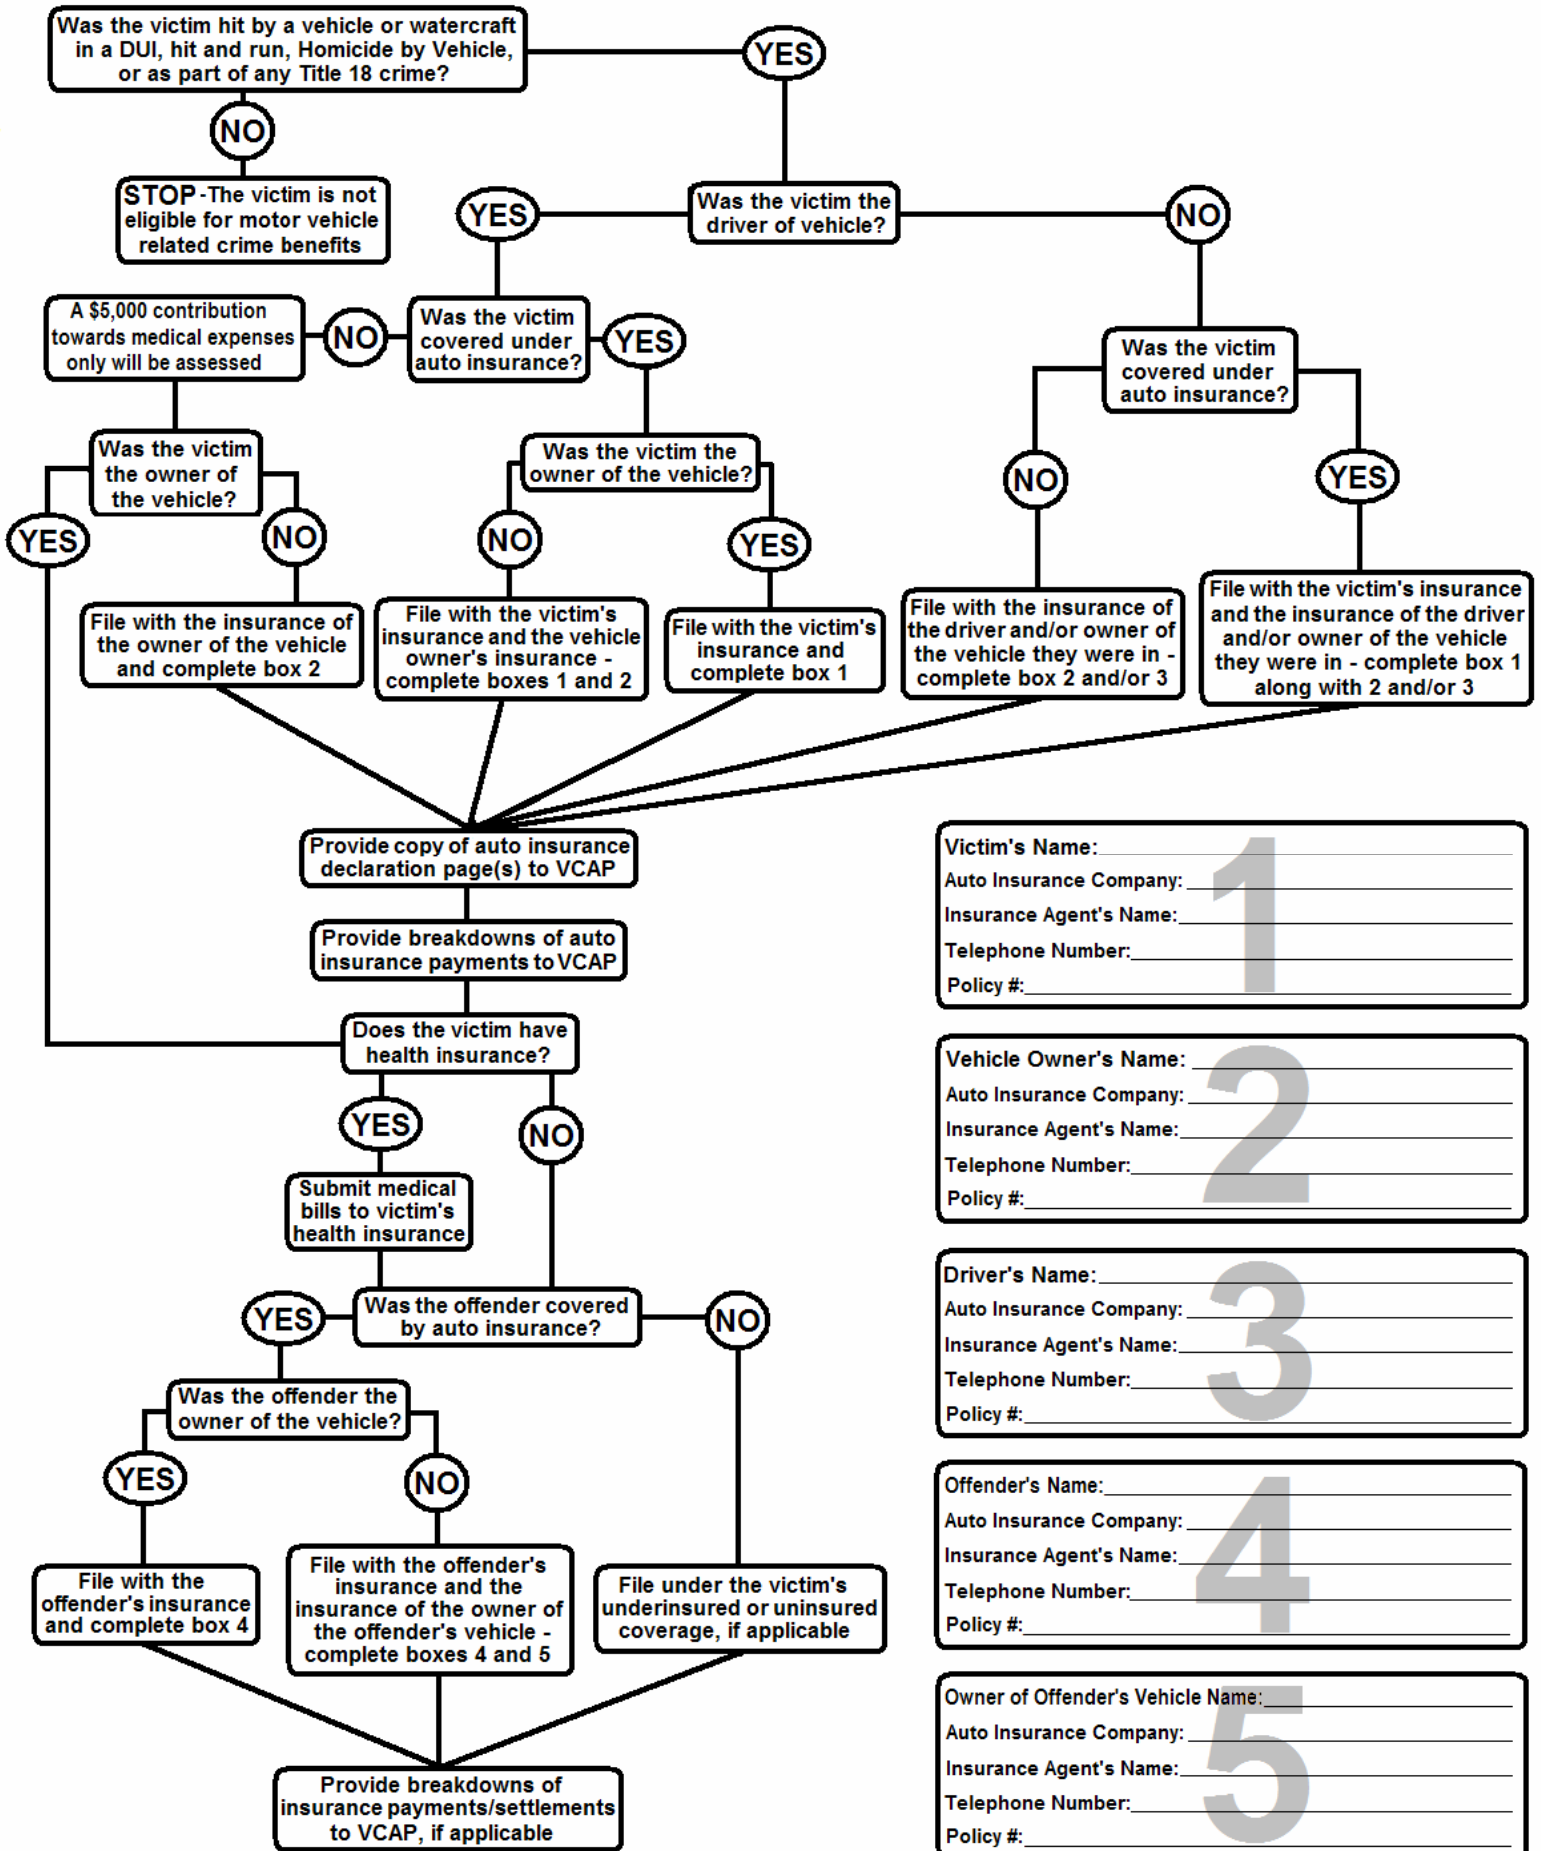 Was the victim hit by a vehicle or watercraft
in a DUI, hit and run, Homicide by Vehicle,
or as part of any Title 18 crime?
YES
NO
STOP-The victim is not
eligible for motor vehicle
related crime benefits
Was the victim the
driver of vehicle?
YES
NO
Was the victim
covered under
auto insurance?
NO
YES
A $5,000 contribution
towards medical expenses
only will be assessed
Was the victim
covered under
auto insurance?
NO
YES
Was the victim
the owner of
the vehicle?
YES
NO
Was the victim the
owner of the vehicle?
NO
YES
File with the insurance of
the owner of the vehicle
and complete box 2
File with the victim's
insurance and the vehicle
owner's insurance -
complete boxes 1 and 2
File with the victim's
insurance and
complete box 1
File with the insurance of
the driver and/or owner of
the vehicle they were in -
complete box 2 and/or 3
File with the victim's insurance
and the insurance of the driver
and/or owner of the vehicle
they were in - complete box 1
along with 2 and/or 3
Provide copy of auto insurance
declaration page(s) to VCAP
Provide breakdowns of auto
insurance payments to VCAP
Does the victim have
health insurance?
YES
NO
Submit medical
bills to victim's
health insurance
Was the offender covered
by auto insurance?
YES
NO
Was the offender the
owner of the vehicle?
YES
NO
File with the
offender's insurance
and complete box 4
File with the offender's
insurance and the
insurance of the owner of
the offender's vehicle -
complete boxes 4 and 5
File under the victim's
underinsured or uninsured
coverage, if applicable
Provide breakdowns of
insurance payments/settlements
to VCAP, if applicable
1
Victim's Name:
Auto Insurance Company:
Insurance Agent's Name:
Telephone Number:
Policy #:
2
Vehicle Owner's Name:
Auto Insurance Company:
Insurance Agent's Name:
Telephone Number:
Policy #:
3
Driver's Name:
Auto Insurance Company:
Insurance Agent's Name:
Telephone Number:
Policy #:
4
Offender's Name:
Auto Insurance Company:
Insurance Agent's Name:
Telephone Number:
Policy #:
5
Owner of Offender's Vehicle Name:
Auto Insurance Company:
Insurance Agent's Name:
Telephone Number:
Policy #: